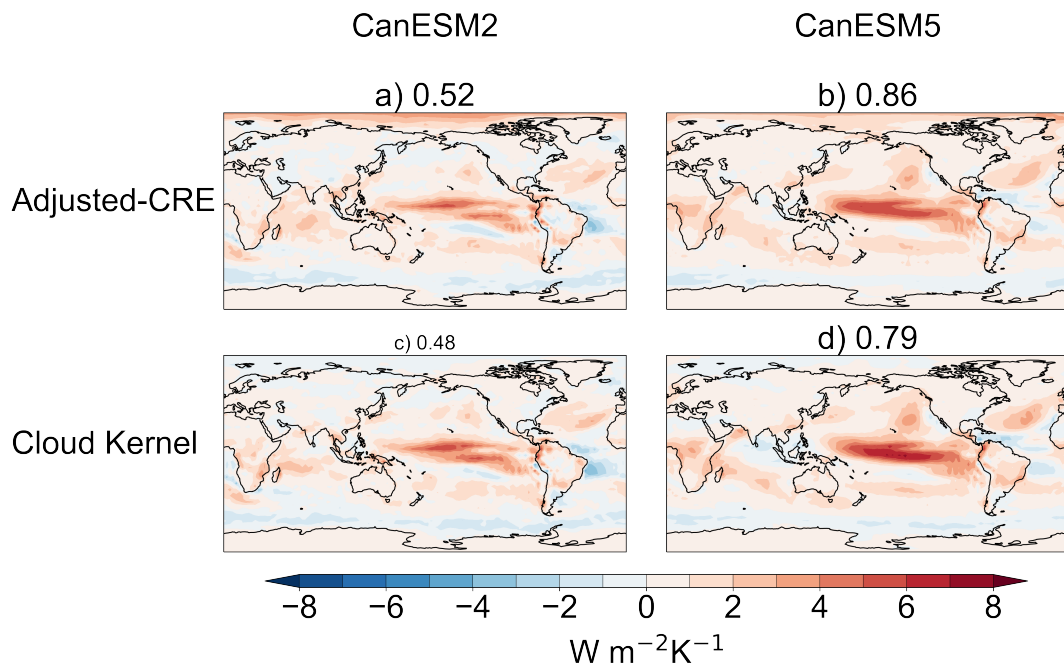 CanESM2 CanESM5
a) 0.52 b) 0.86
Adjusted-CRE
c) 0.48 d) 0.79
Cloud Kernel
−8 −6 −4 −2 0 2 4 6 8
W m⁻²K⁻¹